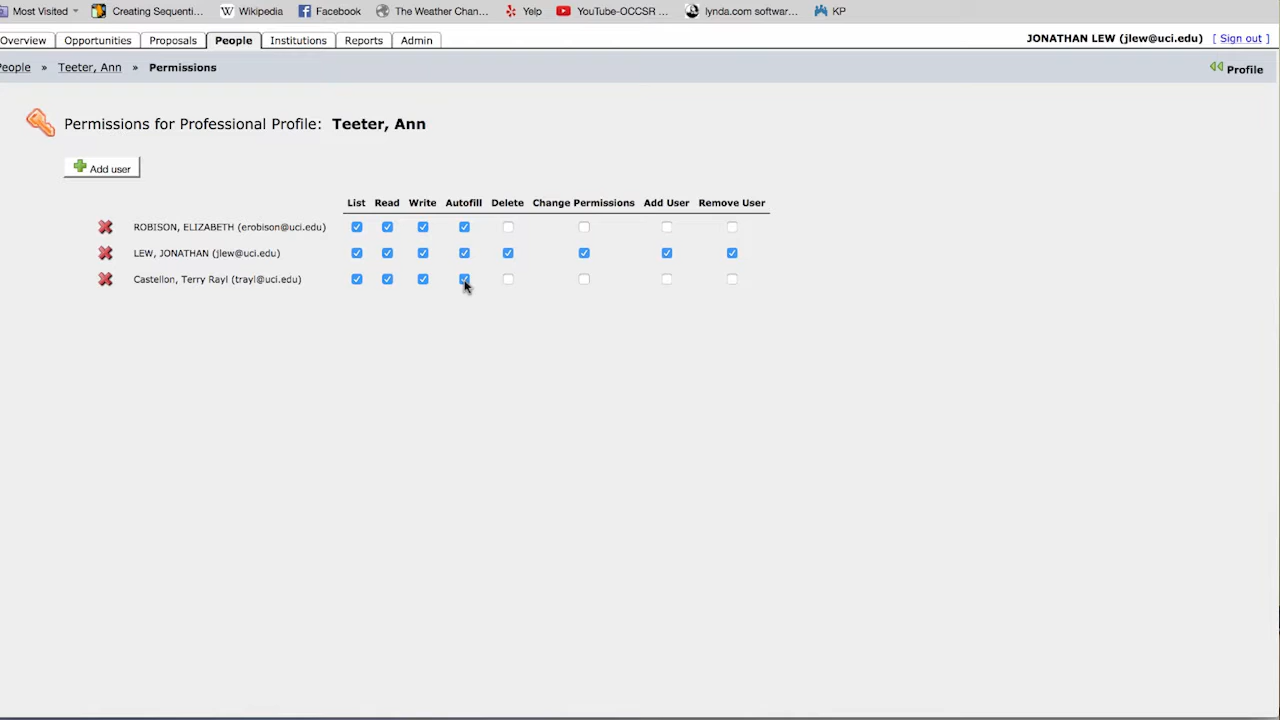 Most Visited Creating Sequenti... Wikipedia Facebook The Weather Chan... Yelp YouTube-OCCSR ... lynda.com softwar... KP
Overview Opportunities Proposals People Institutions Reports Admin JONATHAN LEW (jlew@uci.edu) [ Sign out ]
People » Teeter, Ann » Permissions Profile
Permissions for Professional Profile: Teeter, Ann
Add user
List Read Write Autofill Delete Change Permissions Add User Remove User
ROBISON, ELIZABETH (erobison@uci.edu)
LEW, JONATHAN (jlew@uci.edu)
Castellon, Terry Rayl (trayl@uci.edu)